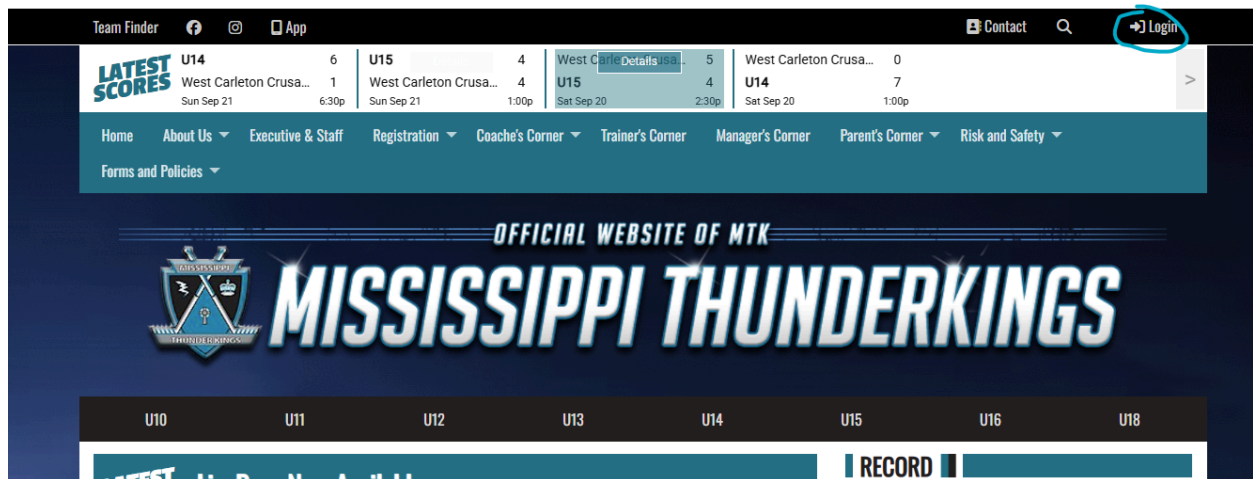 Team Finder App Contact Login
LATEST SCORES
U14 6
West Carleton Crusa... 1
Sun Sep 21 6:30p
U15 4
West Carleton Crusa... 4
Sun Sep 21 1:00p
West Carleton Crusa... 5
Details
U15 4
Sat Sep 20 2:30p
West Carleton Crusa... 0
U14 7
Sat Sep 20 1:00p
>
Home About Us Executive & Staff Registration Coache's Corner Trainer's Corner Manager's Corner Parent's Corner Risk and Safety
Forms and Policies
OFFICIAL WEBSITE OF MTK
MISSISSIPPI THUNDERKINGS
MISSISSIPPI
THUNDERKINGS
U10 U11 U12 U13 U14 U15 U16 U18
LATEST
RECORD